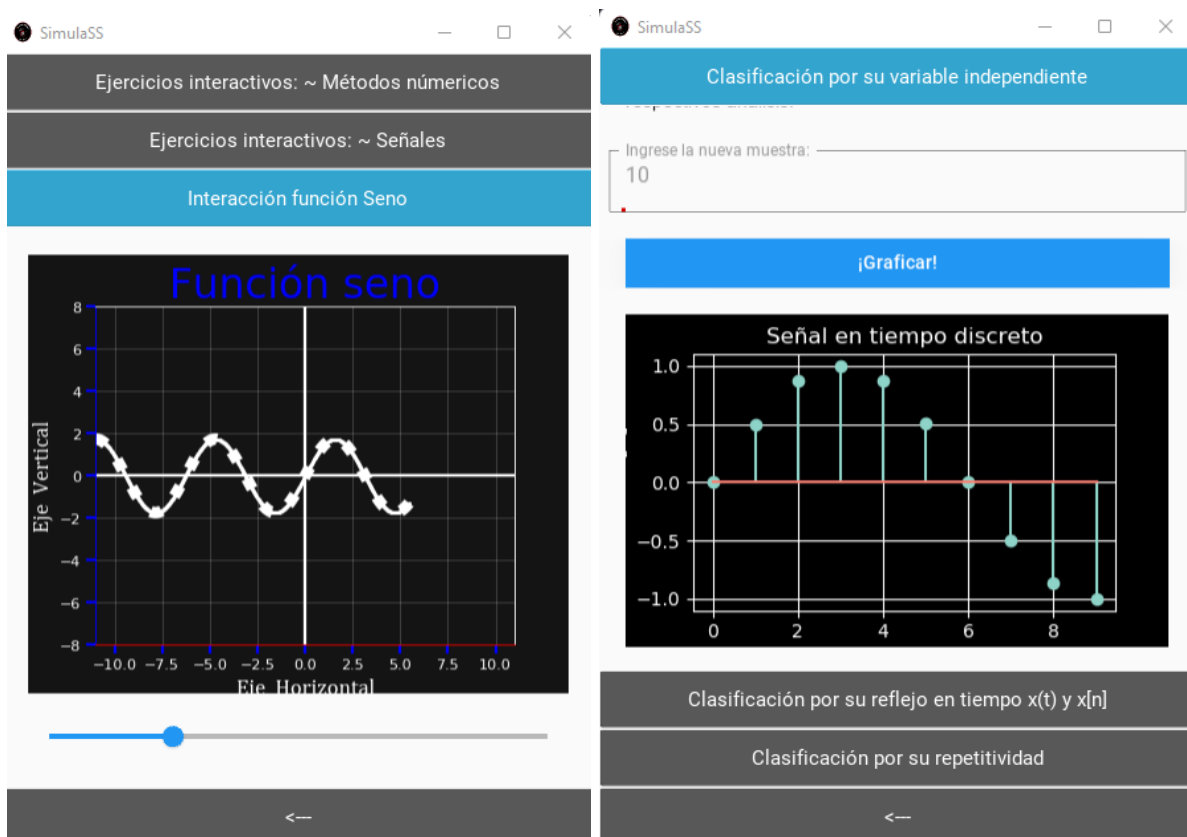 SimulaSS
Ejercicios interactivos: ~ Métodos númericos
Ejercicios interactivos: ~ Señales
Interacción función Seno
Función seno
Eje Vertical
8
6
4
2
0
−2
−4
−6
−8
−10.0 −7.5 −5.0 −2.5 0.0 2.5 5.0 7.5 10.0
Eje Horizontal
<---
SimulaSS
Clasificación por su variable independiente
Ingrese la nueva muestra:
10
¡Graficar!
Señal en tiempo discreto
1.0
0.5
0.0
−0.5
−1.0
0 2 4 6 8
Clasificación por su reflejo en tiempo x(t) y x[n]
Clasificación por su repetitividad
<---